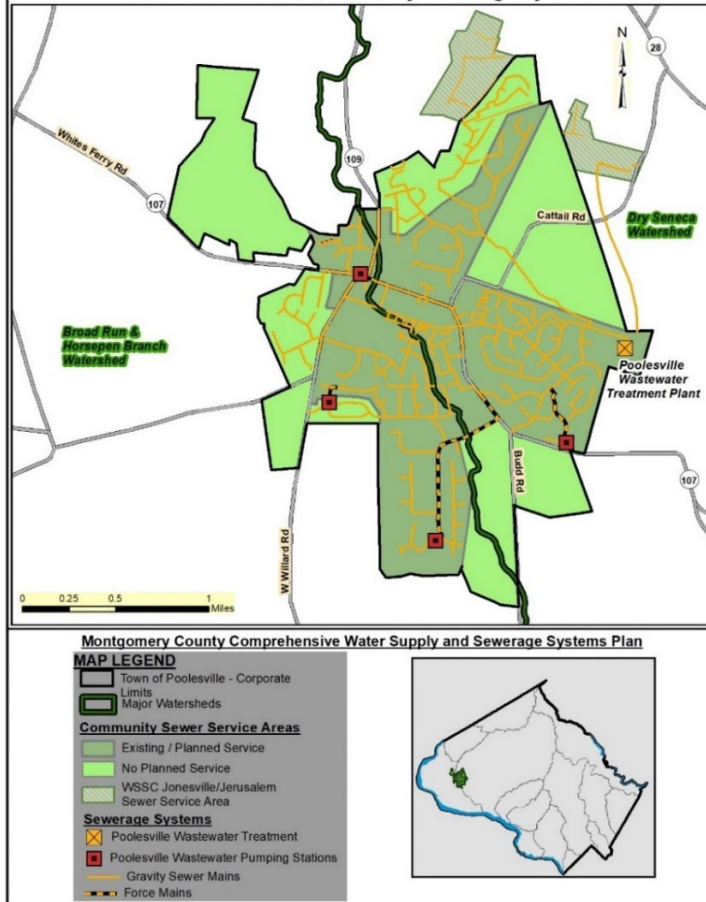 N
28
Whites Ferry Rd
109
107
Cattail Rd
Dry Seneca
Watershed
Broad Run &
Horsepen Branch
Watershed
Poolesville
Wastewater
Treatment Plant
Budd Rd
107
W Willard Rd
0 0.25 0.5 1
Miles
Montgomery County Comprehensive Water Supply and Sewerage Systems Plan
MAP LEGEND
Town of Poolesville - Corporate
Limits
Major Watersheds
Community Sewer Service Areas
Existing / Planned Service
No Planned Service
WSSC Jonesville/Jerusalem
Sewer Service Area
Sewerage Systems
Poolesville Wastewater Treatment
Poolesville Wastewater Pumping Stations
Gravity Sewer Mains
Force Mains